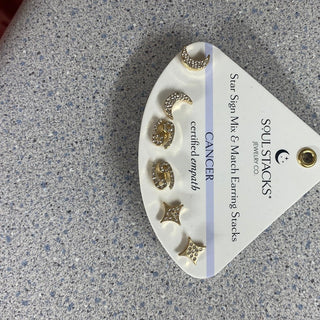 SOUL STACKS®
JEWELRY CO.
Star Sign Mix & Match Earring Stacks
CANCER
certified empath